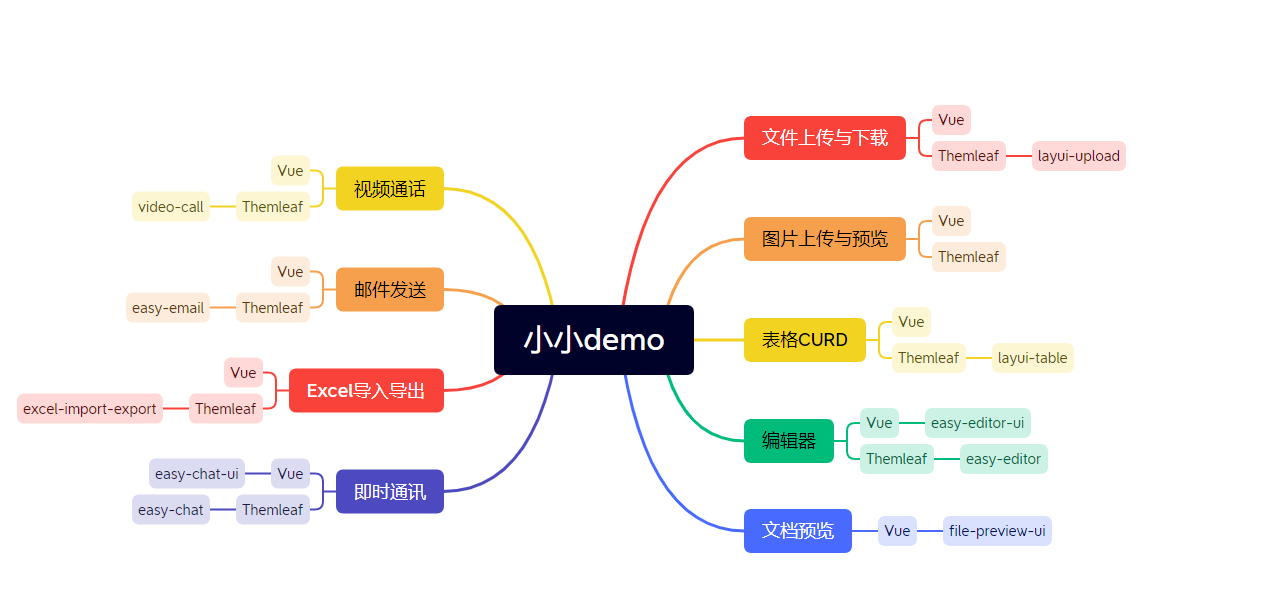 小小demo
文件上传与下载
Vue
Themleaf
layui-upload
图片上传与预览
Vue
Themleaf
表格CURD
Vue
Themleaf
layui-table
编辑器
Vue
easy-editor-ui
Themleaf
easy-editor
文档预览
Vue
file-preview-ui
视频通话
Vue
Themleaf
video-call
邮件发送
Vue
Themleaf
easy-email
Excel导入导出
Vue
Themleaf
excel-import-export
即时通讯
Vue
easy-chat-ui
Themleaf
easy-chat